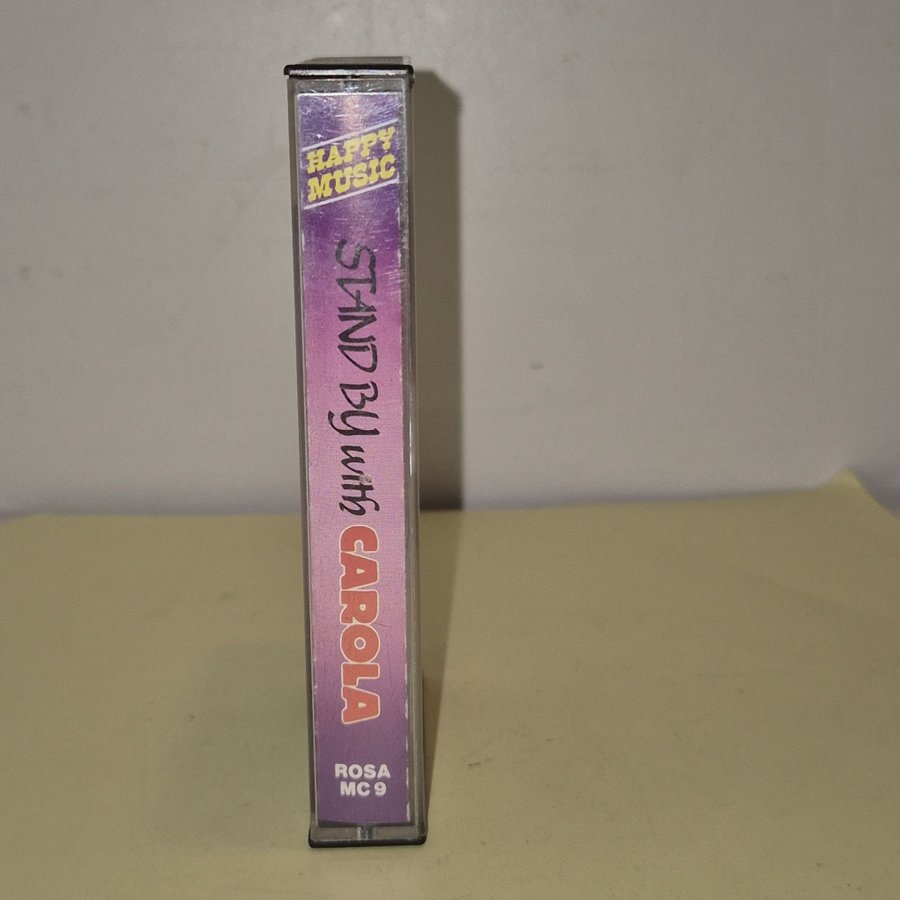 HAPPY
MUSIC
STAND By with CAROLA
ROSA
MC 9